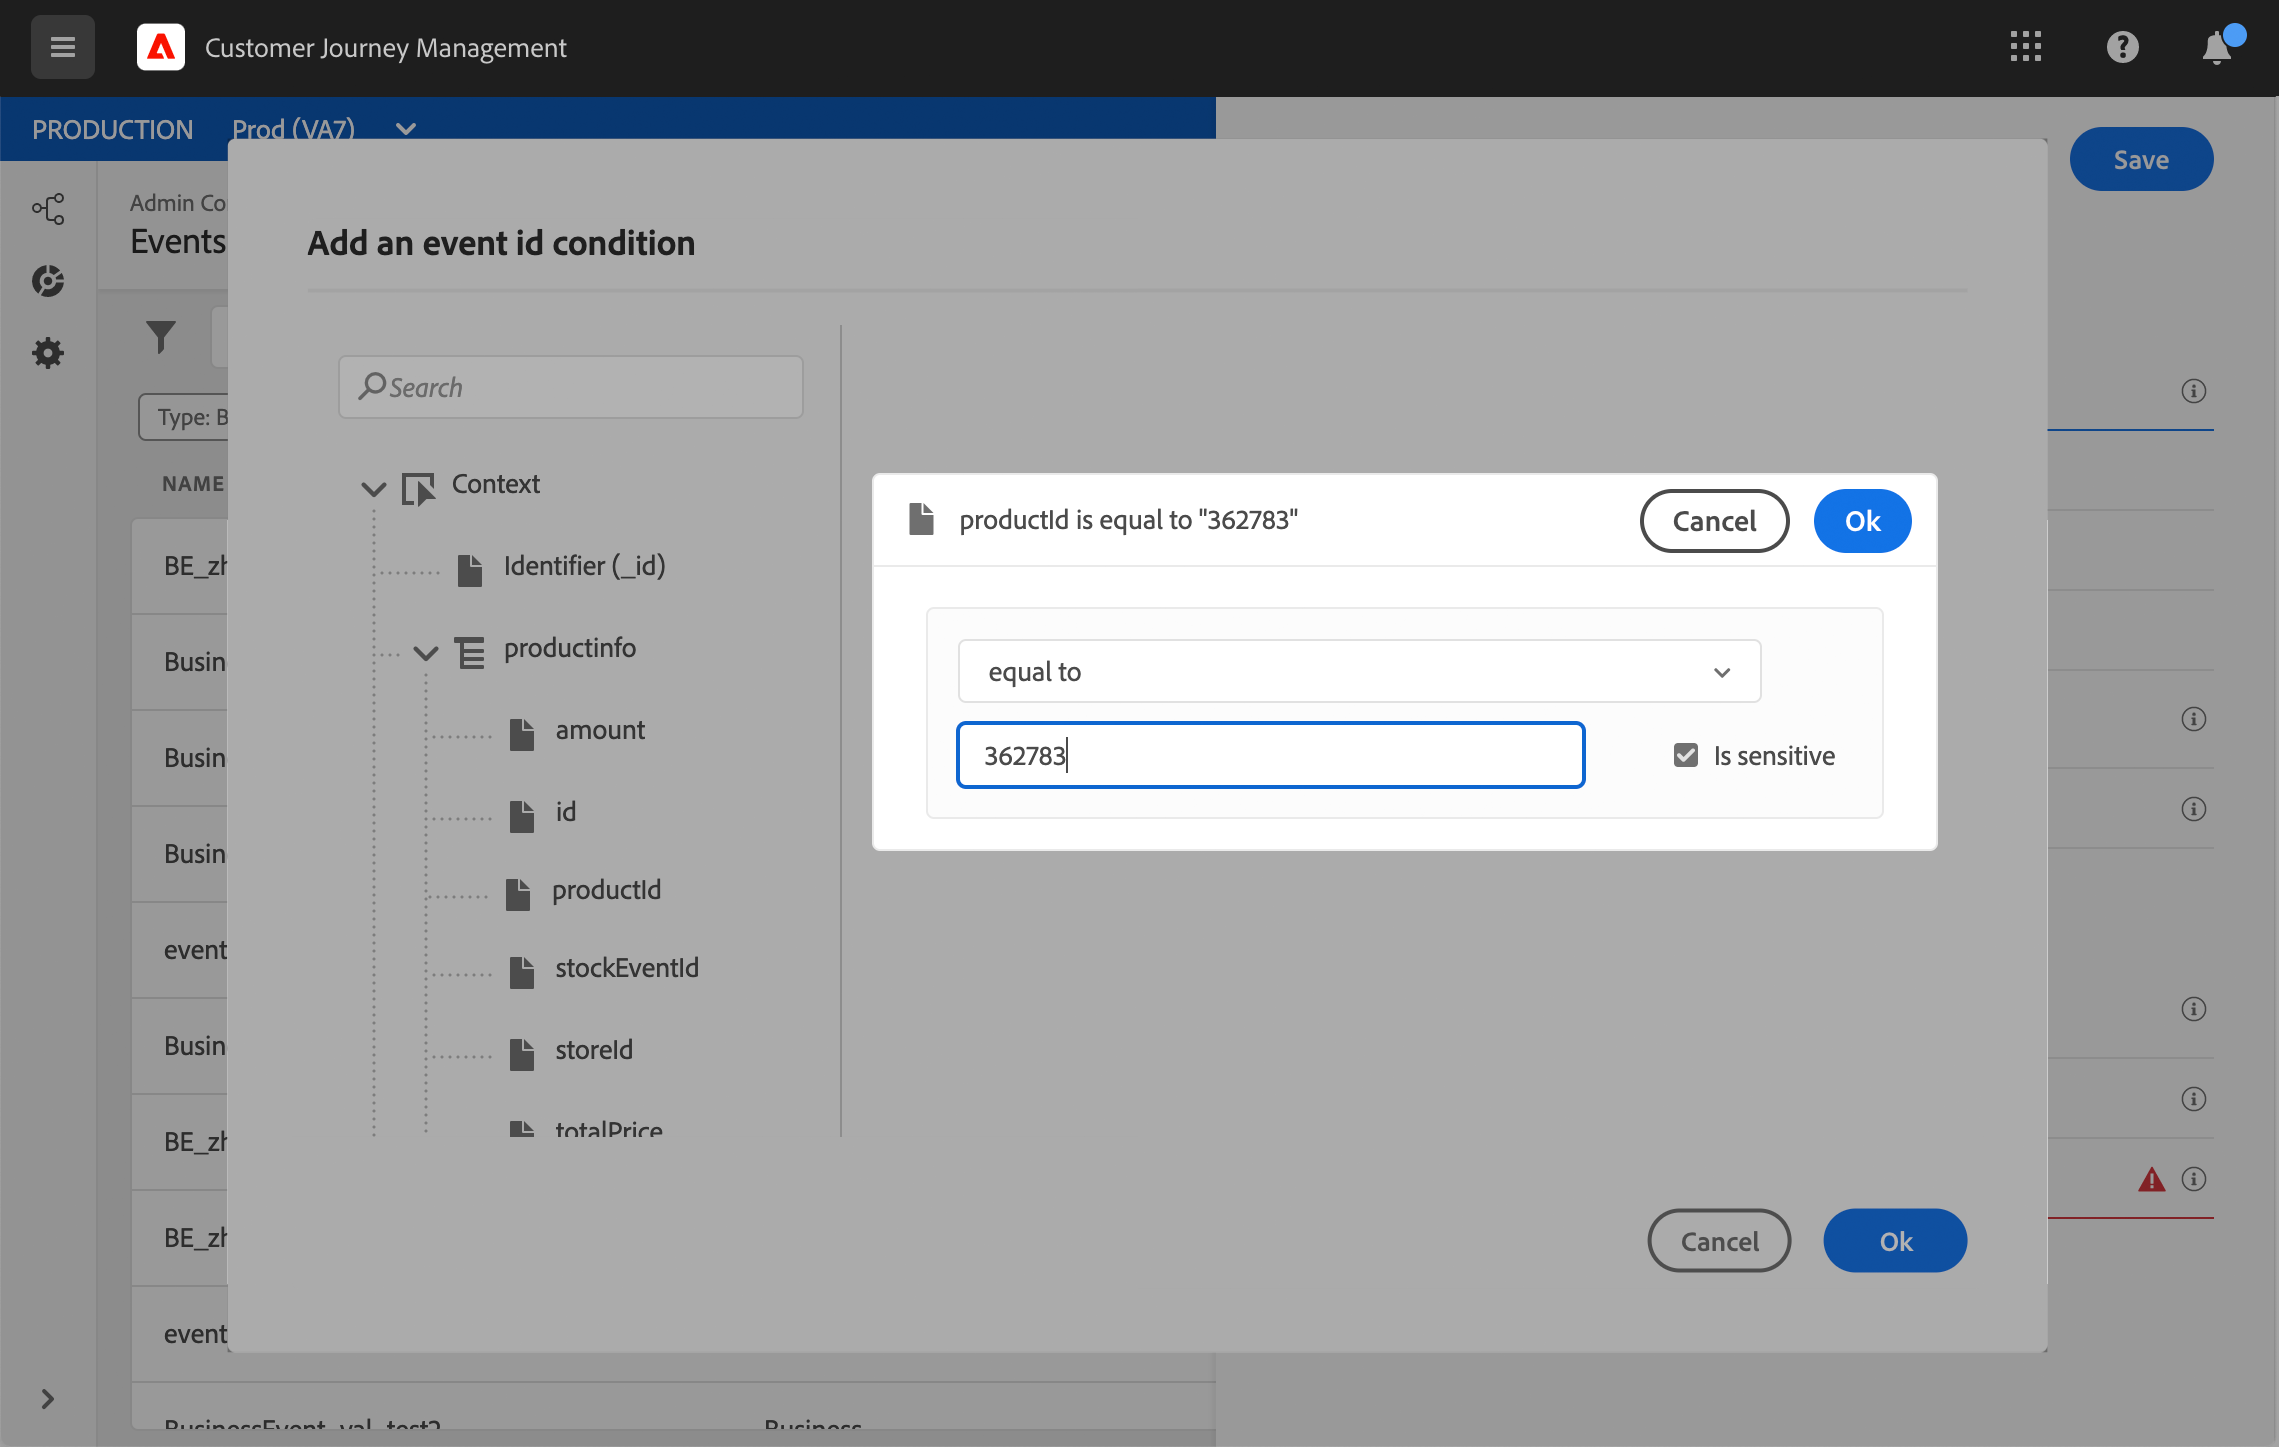 Customer Journey Management
PRODUCTION Prod (VA7)
Save
Admin Co
Events
Type: B
NAME
BE_zh
Busin
Busin
Busin
event
Busin
BE_zh
BE_zh
event
BusinessEvent_val_test2 Business
Add an event id condition
Search
Context
Identifier (_id)
productinfo
amount
id
productId
stockEventId
storeId
totalPrice
productId is equal to "362783"
Cancel
Ok
equal to
362783
Is sensitive
Cancel
Ok